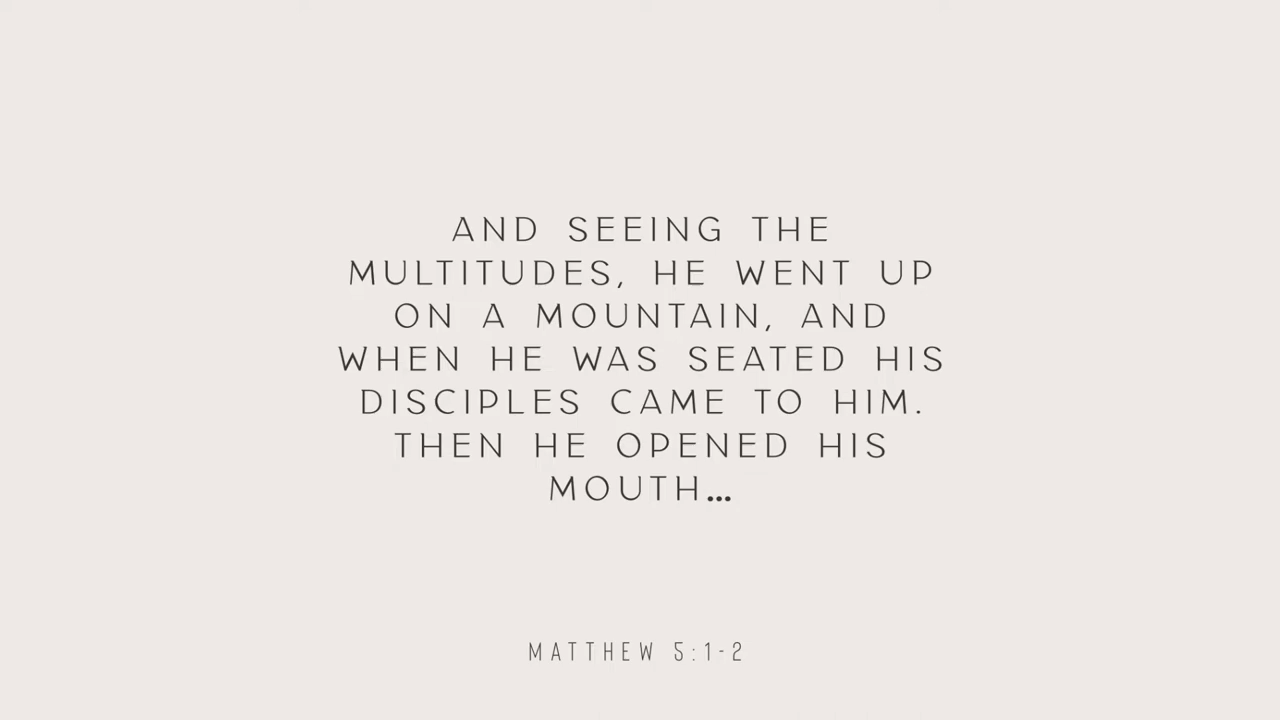 AND SEEING THE
MULTITUDES, HE WENT UP
ON A MOUNTAIN, AND
WHEN HE WAS SEATED HIS
DISCIPLES CAME TO HIM.
THEN HE OPENED HIS
MOUTH...
MATTHEW 5:1-2